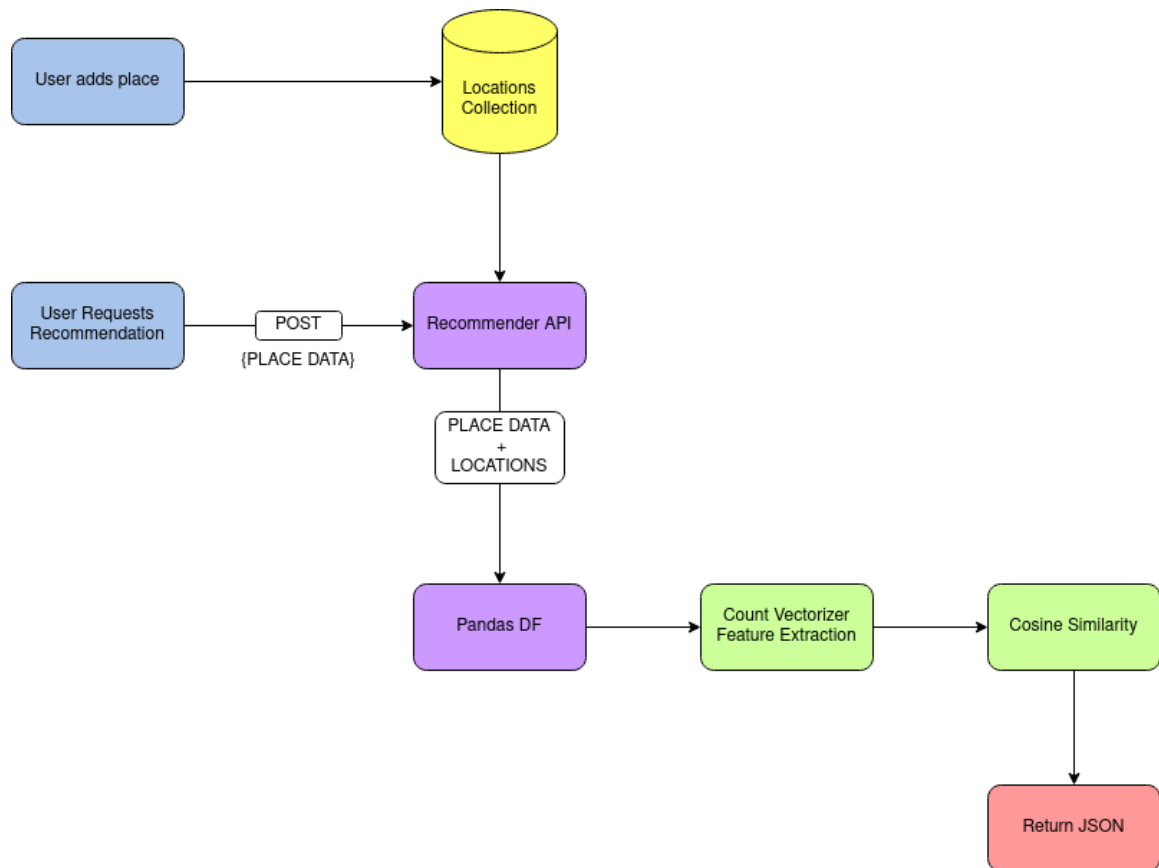 User adds place
Locations
Collection
User Requests
Recommendation
POST
{PLACE DATA}
Recommender API
PLACE DATA
+
LOCATIONS
Pandas DF
Count Vectorizer
Feature Extraction
Cosine Similarity
Return JSON